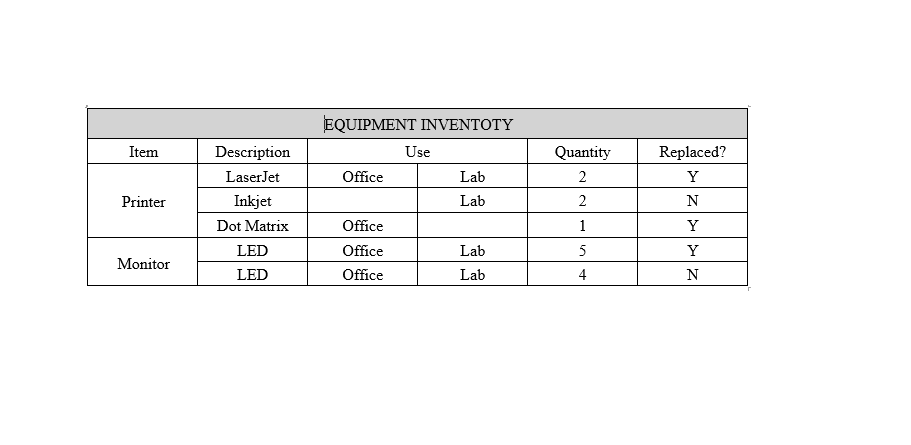 EQUIPMENT INVENTOTY
Item Description Use Quantity Replaced?
Printer LaserJet Office Lab 2 Y
Inkjet Lab 2 N
Dot Matrix Office 1 Y
Monitor LED Office Lab 5 Y
LED Office Lab 4 N